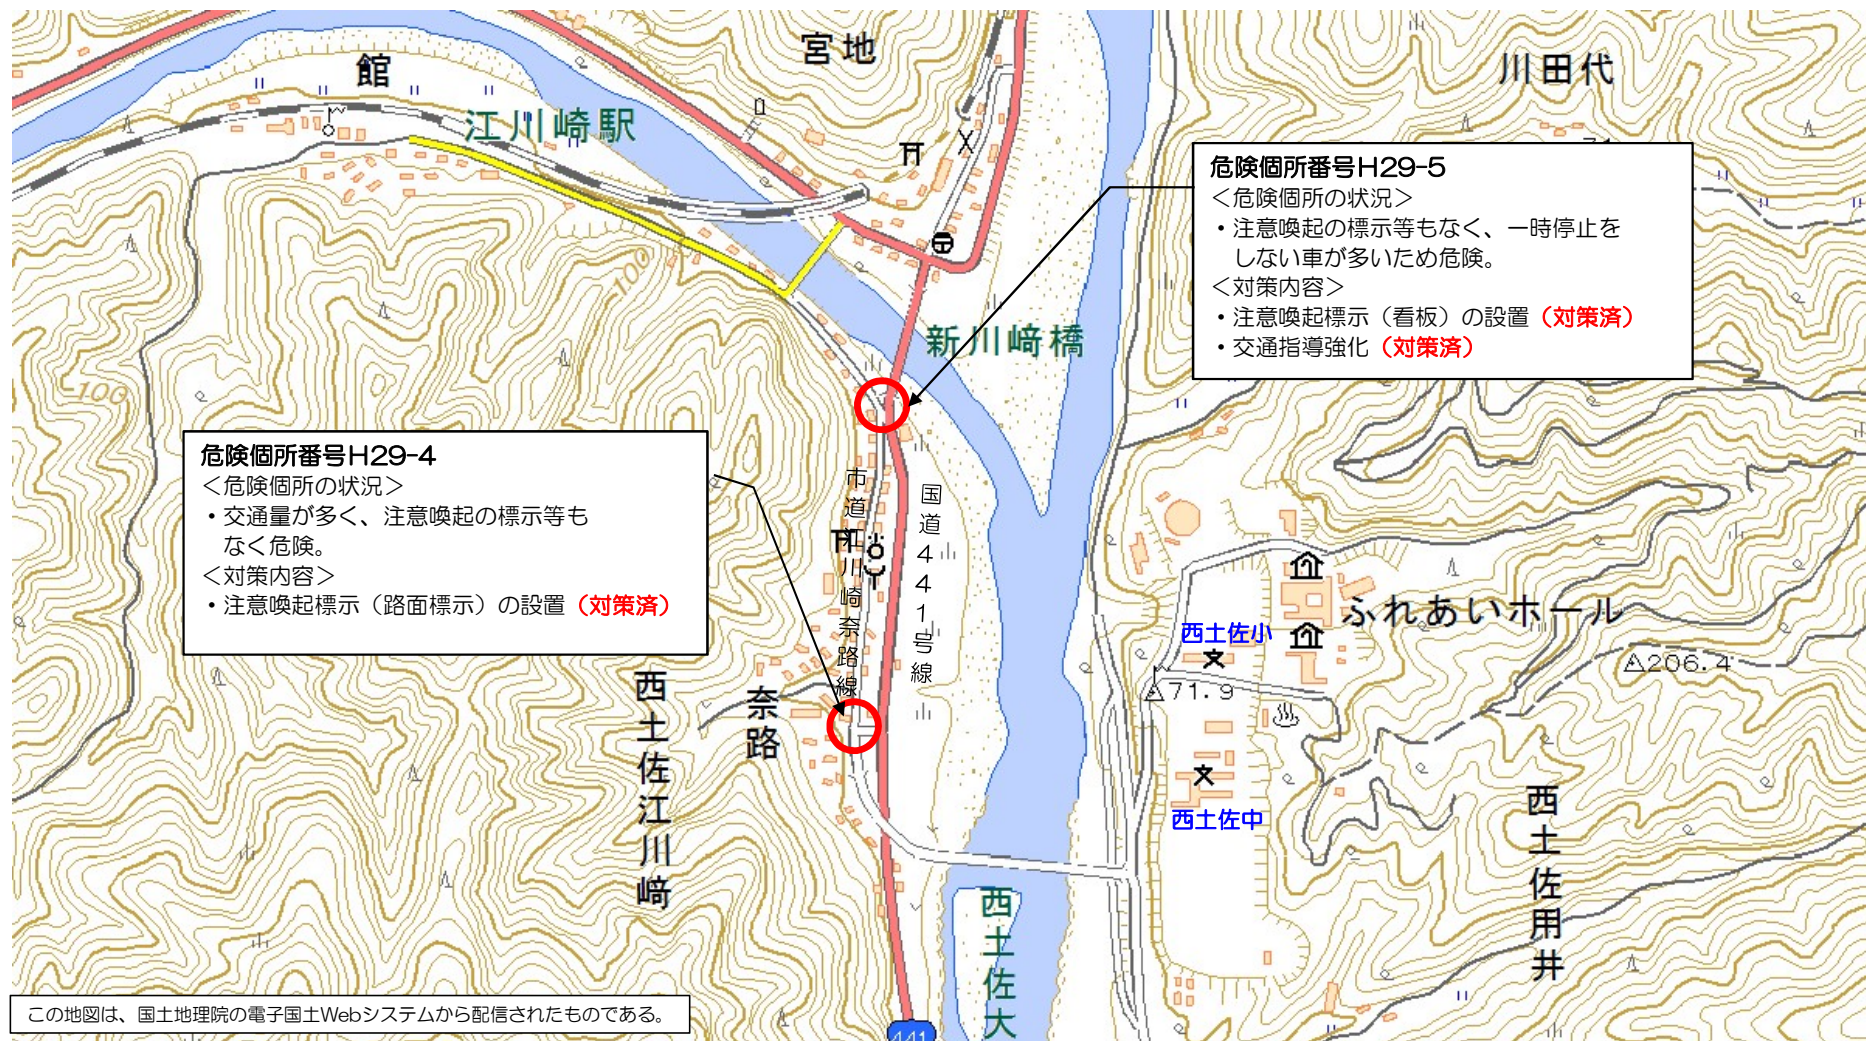 館
宮地
川田代
江川崎駅
危険個所番号H29-5
＜危険個所の状況＞
・注意喚起の標示等もなく、一時停止を
しない車が多いため危険。
＜対策内容＞
・注意喚起標示（看板）の設置（対策済）
・交通指導強化（対策済）
100
新川崎橋
100
危険個所番号H29-4
＜危険個所の状況＞
・交通量が多く、注意喚起の標示等も
なく危険。
＜対策内容＞
・注意喚起標示（路面標示）の設置（対策済）
市道江川崎奈路線
国道441号線
ふれあいホール
西土佐小
206.4
71.9
西土佐江川崎
奈路
西土佐中
西土佐用井
西土佐大
この地図は、国土地理院の電子国土Webシステムから配信されたものである。
441